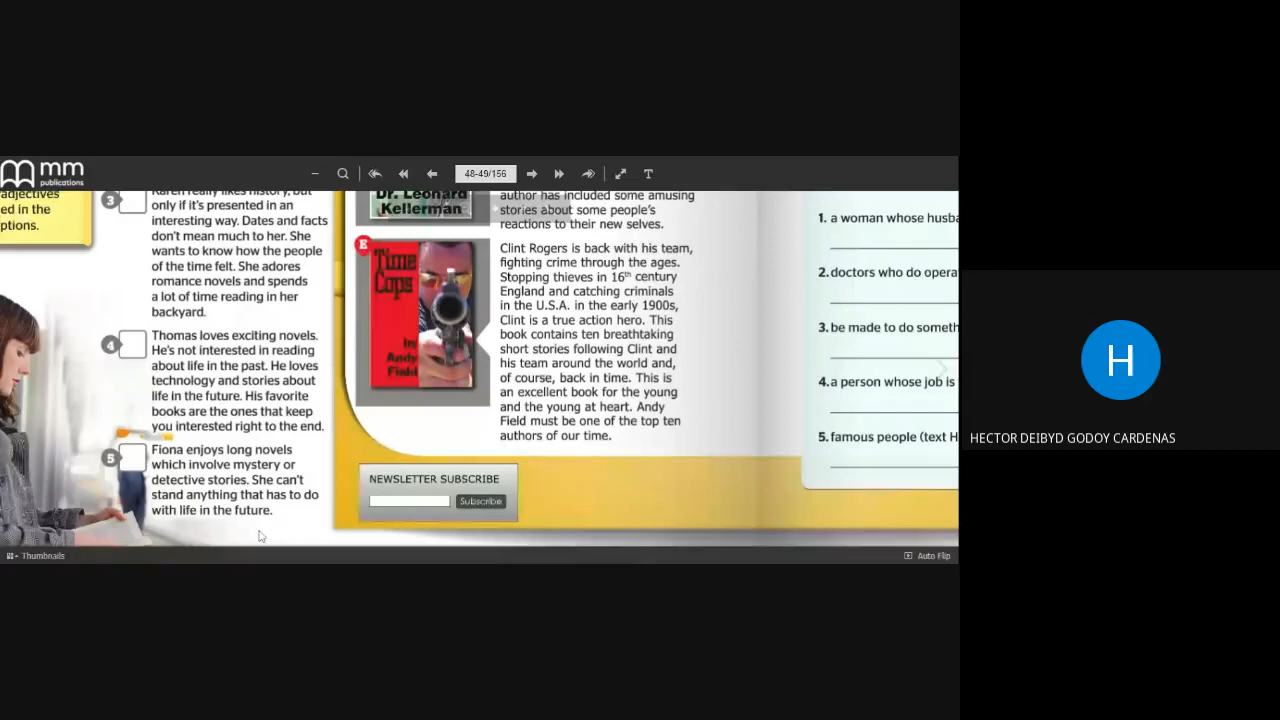 mm
publications
48-49/156
adjectives
ed in the
ptions.
3
Karen really likes history, but
only if it's presented in an
interesting way. Dates and facts
don't mean much to her. She
wants to know how the people
of the time felt. She adores
romance novels and spends
a lot of time reading in her
backyard.
4
Thomas loves exciting novels.
He's not interested in reading
about life in the past. He loves
technology and stories about
life in the future. His favorite
books are the ones that keep
you interested right to the end.
5
Fiona enjoys long novels
which involve mystery or
detective stories. She can't
stand anything that has to do
with life in the future.
Dr. Leonard
Kellerman
author has included some amusing
stories about some people's
reactions to their new selves.
E
Time
Cops
by
Andy
Field
Clint Rogers is back with his team,
fighting crime through the ages.
Stopping thieves in 16th century
England and catching criminals
in the U.S.A. in the early 1900s,
Clint is a true action hero. This
book contains ten breathtaking
short stories following Clint and
his team around the world and,
of course, back in time. This is
an excellent book for the young
and the young at heart. Andy
Field must be one of the top ten
authors of our time.
NEWSLETTER SUBSCRIBE
Subscribe
1. a woman whose husba
2. doctors who do opera
3. be made to do someth
4. a person whose job is
5. famous people (text H
Thumbnails
Auto Flip
H
HECTOR DEIBYD GODOY CARDENAS